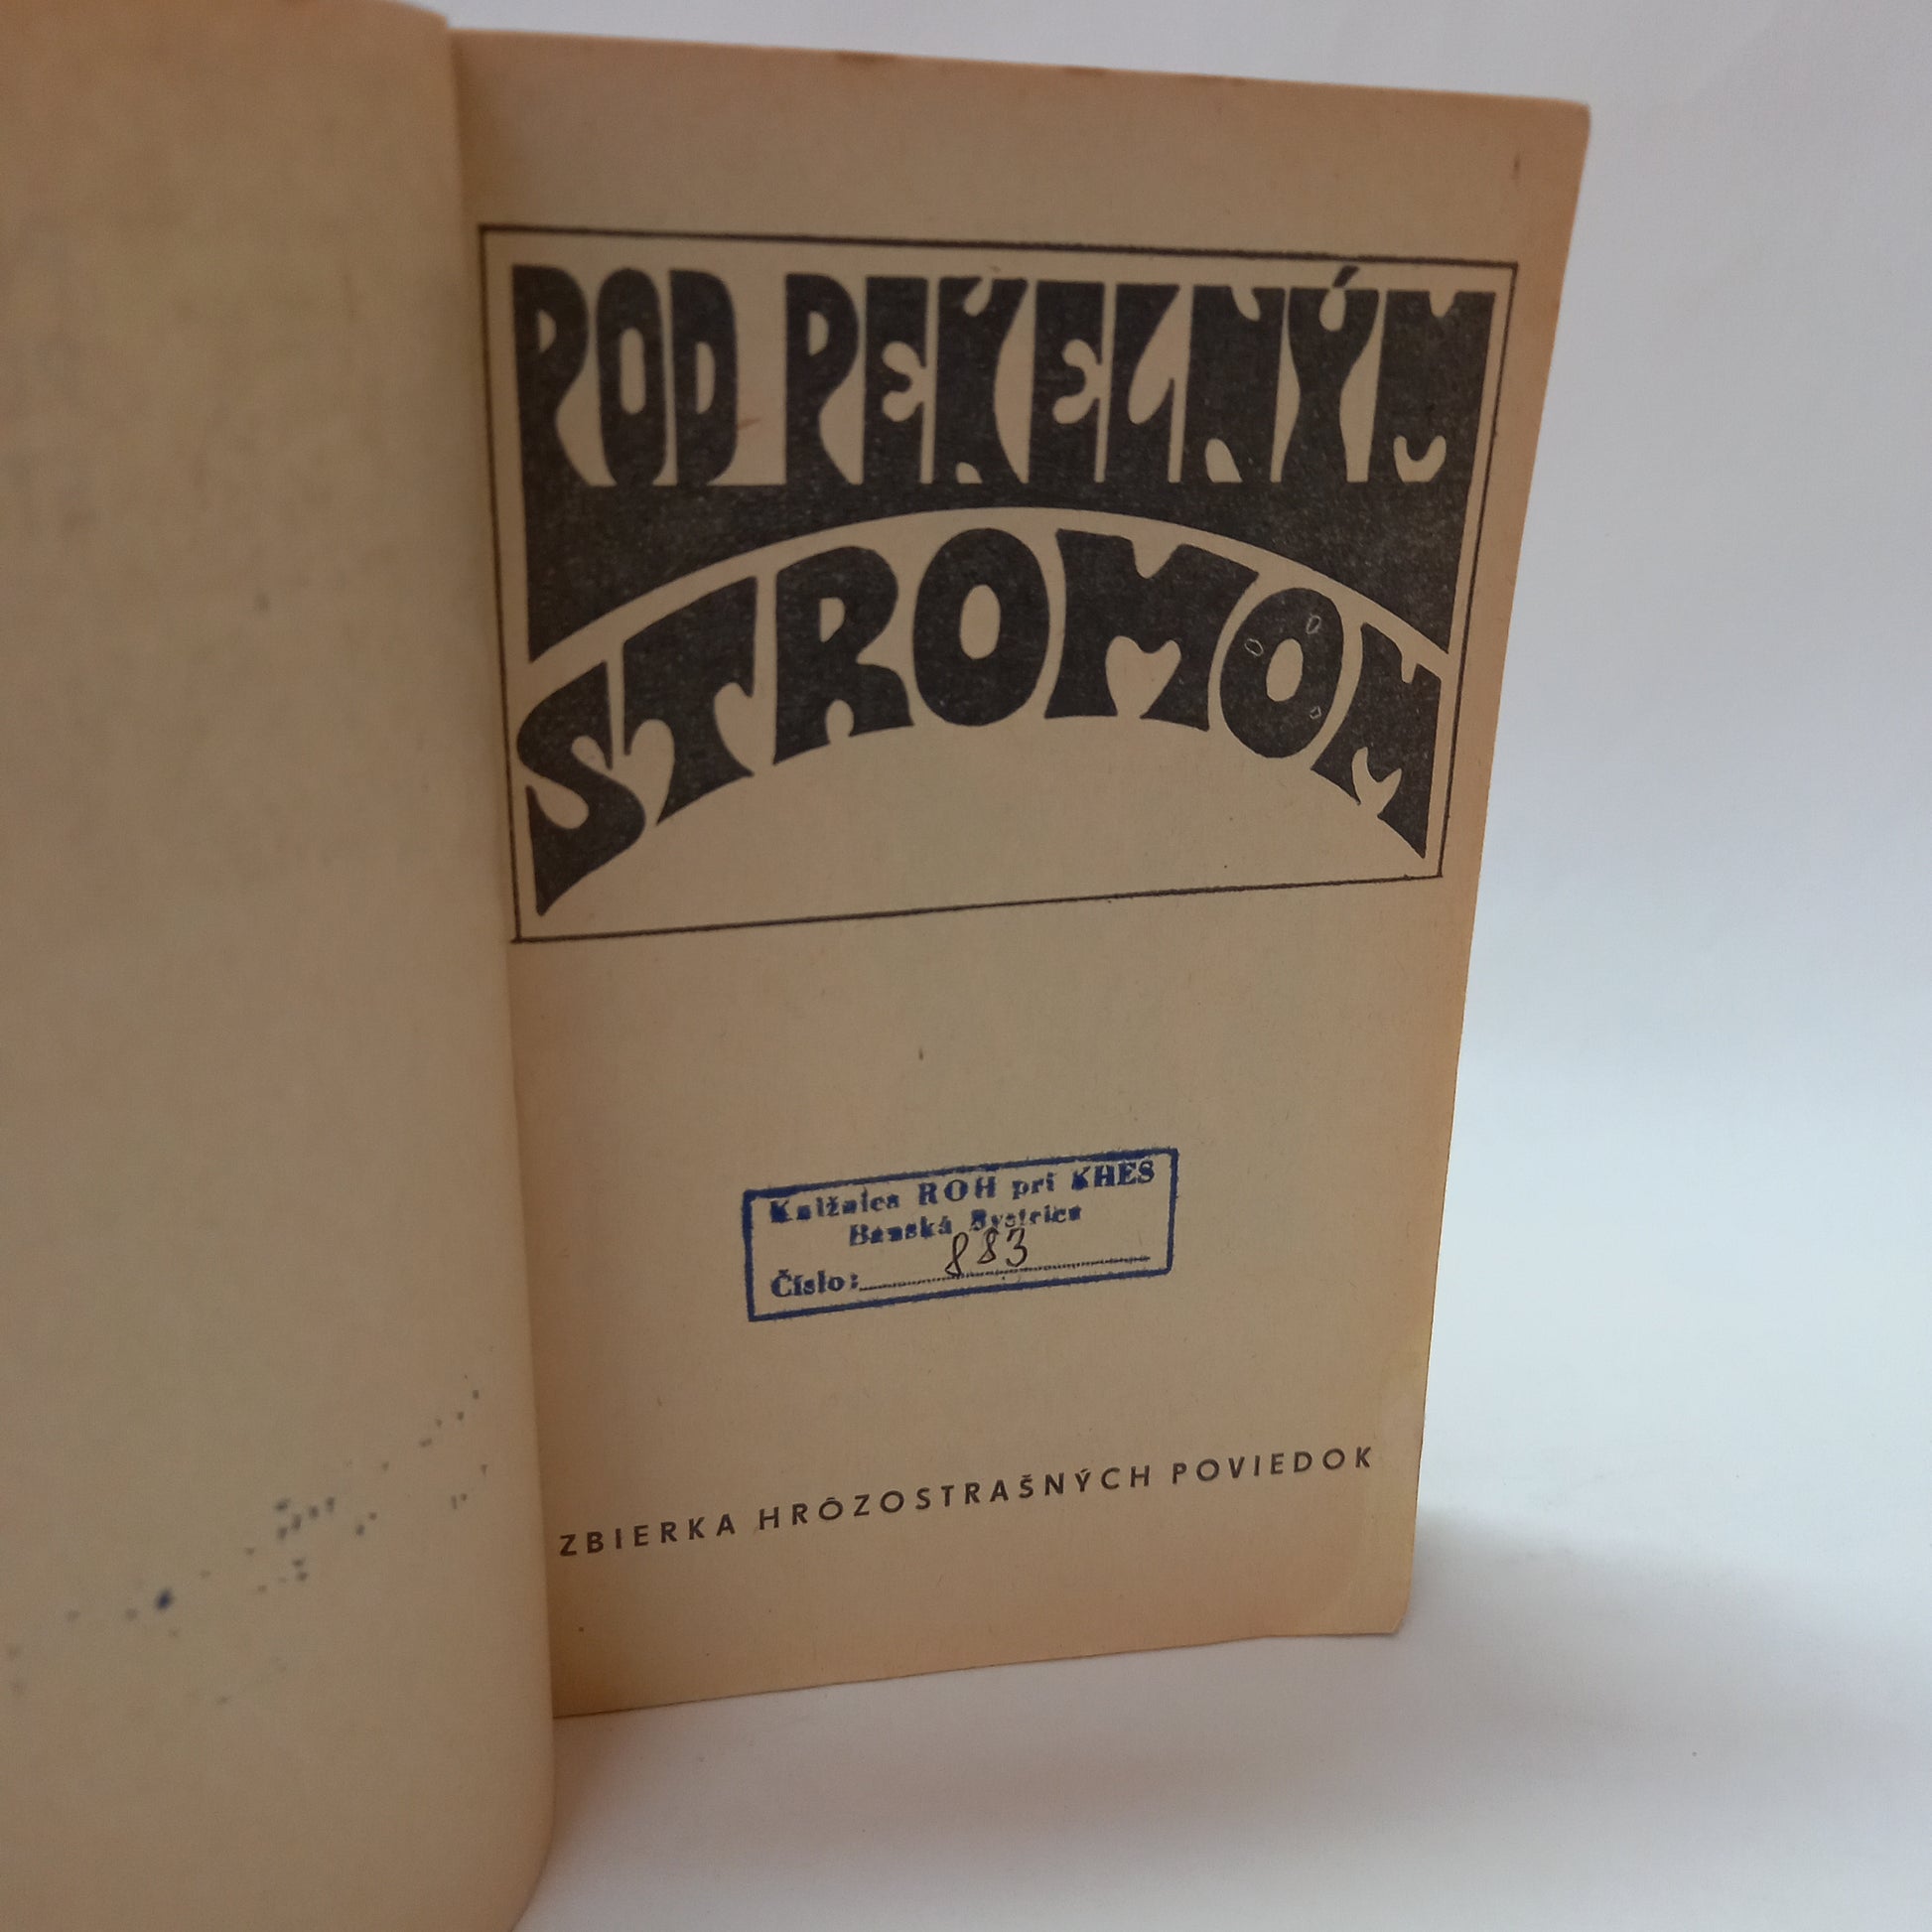 POD PEKELNÝM
STROMOM
Knižnica ROH pri KHES
Banská Bystrica
Číslo: 883
ZBIERKA HRÔZOSTRAŠNÝCH POVIEDOK